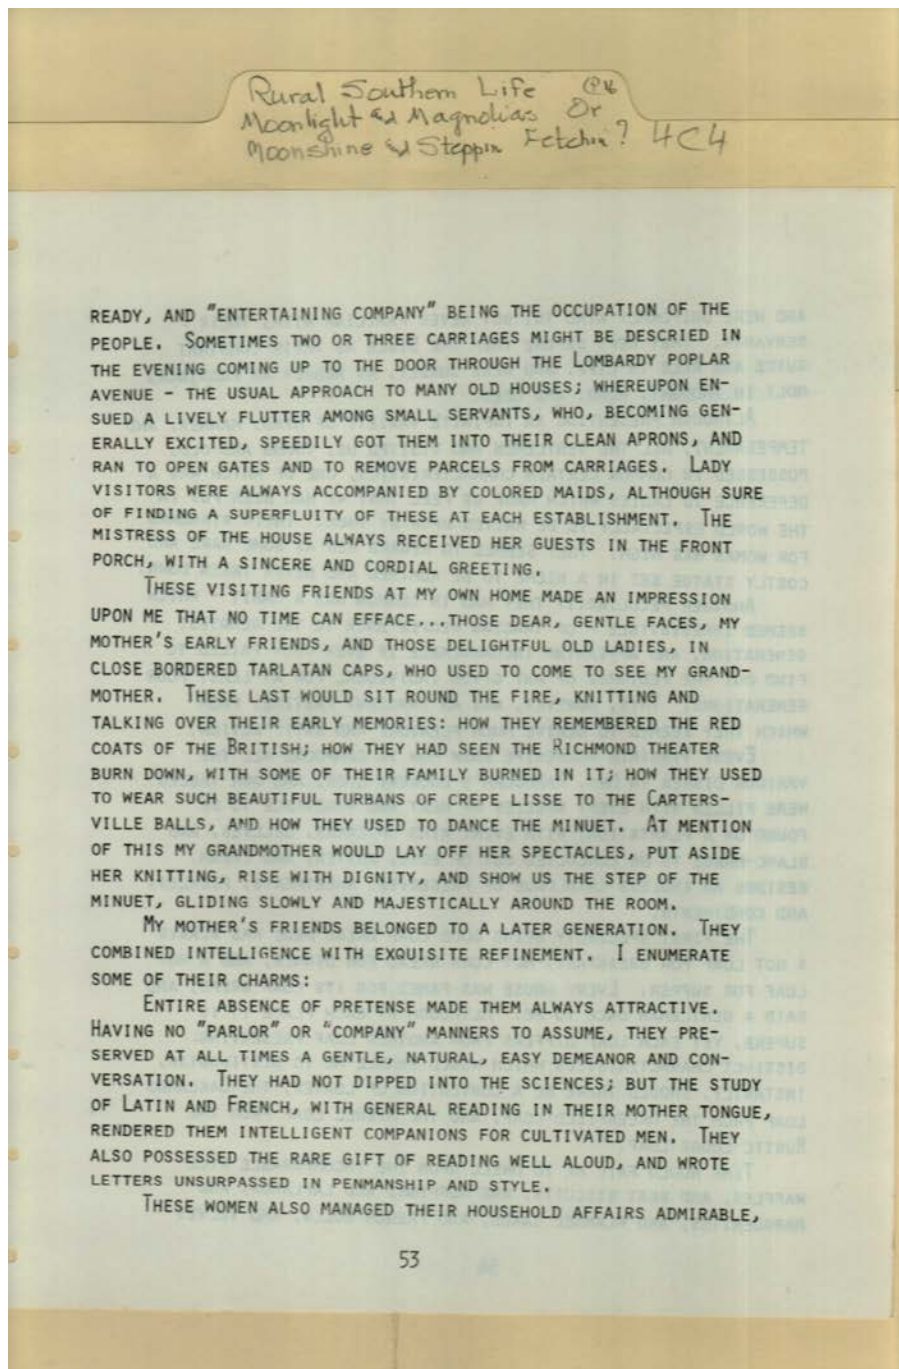 Rural Southern Life
Moonlight and Magnolias Or
Moonshine and Steppin Fetchin? 4C4
READY, AND "ENTERTAINING COMPANY" BEING THE OCCUPATION OF THE
PEOPLE. SOMETIMES TWO OR THREE CARRIAGES MIGHT BE DESCRIED IN
THE EVENING COMING UP TO THE DOOR THROUGH THE LOMBARDY POPLAR
AVENUE - THE USUAL APPROACH TO MANY OLD HOUSES; WHEREUPON EN-
SUED A LIVELY FLUTTER AMONG SMALL SERVANTS, WHO, BECOMING GEN-
ERALLY EXCITED, SPEEDILY GOT THEM INTO THEIR CLEAN APRONS, AND
RAN TO OPEN GATES AND TO REMOVE PARCELS FROM CARRIAGES. LADY
VISITORS WERE ALWAYS ACCOMPANIED BY COLORED MAIDS, ALTHOUGH SURE
OF FINDING A SUPERFLUITY OF THESE AT EACH ESTABLISHMENT. THE
MISTRESS OF THE HOUSE ALWAYS RECEIVED HER GUESTS IN THE FRONT
PORCH, WITH A SINCERE AND CORDIAL GREETING.
THESE VISITING FRIENDS AT MY OWN HOME MADE AN IMPRESSION
UPON ME THAT NO TIME CAN EFFACE...THOSE DEAR, GENTLE FACES, MY
MOTHER'S EARLY FRIENDS, AND THOSE DELIGHTFUL OLD LADIES, IN
CLOSE BORDERED TARLATAN CAPS, WHO USED TO COME TO SEE MY GRAND-
MOTHER. THESE LAST WOULD SIT ROUND THE FIRE, KNITTING AND
TALKING OVER THEIR EARLY MEMORIES: HOW THEY REMEMBERED THE RED
COATS OF THE BRITISH; HOW THEY HAD SEEN THE RICHMOND THEATER
BURN DOWN, WITH SOME OF THEIR FAMILY BURNED IN IT; HOW THEY USED
TO WEAR SUCH BEAUTIFUL TURBANS OF CREPE LISSE TO THE CARTERS-
VILLE BALLS, AND HOW THEY USED TO DANCE THE MINUET. AT MENTION
OF THIS MY GRANDMOTHER WOULD LAY OFF HER SPECTACLES, PUT ASIDE
HER KNITTING, RISE WITH DIGNITY, AND SHOW US THE STEP OF THE
MINUET, GLIDING SLOWLY AND MAJESTICALLY AROUND THE ROOM.
MY MOTHER'S FRIENDS BELONGED TO A LATER GENERATION. THEY
COMBINED INTELLIGENCE WITH EXQUISITE REFINEMENT. I ENUMERATE
SOME OF THEIR CHARMS:
ENTIRE ABSENCE OF PRETENSE MADE THEM ALWAYS ATTRACTIVE.
HAVING NO "PARLOR" OR "COMPANY" MANNERS TO ASSUME, THEY PRE-
SERVED AT ALL TIMES A GENTLE, NATURAL, EASY DEMEANOR AND CON-
VERSATION. THEY HAD NOT DIPPED INTO THE SCIENCES; BUT THE STUDY
OF LATIN AND FRENCH, WITH GENERAL READING IN THEIR MOTHER TONGUE,
RENDERED THEM INTELLIGENT COMPANIONS FOR CULTIVATED MEN. THEY
ALSO POSSESSED THE RARE GIFT OF READING WELL ALOUD, AND WROTE
LETTERS UNSURPASSED IN PENMANSHIP AND STYLE.
THESE WOMEN ALSO MANAGED THEIR HOUSEHOLD AFFAIRS ADMIRABLE,
53